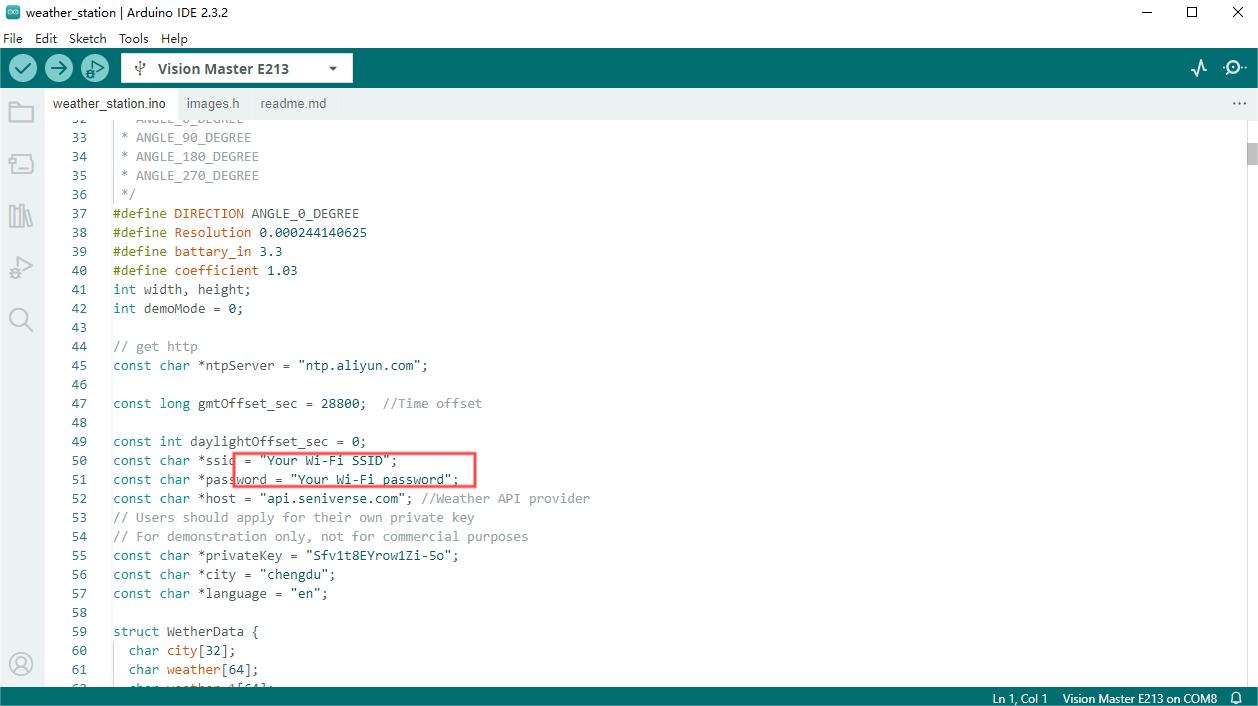 weather_station | Arduino IDE 2.3.2
File Edit Sketch Tools Help
Vision Master E213
weather_station.ino images.h readme.md
32 * ANGLE_0_DEGREE
33 * ANGLE_90_DEGREE
34 * ANGLE_180_DEGREE
35 * ANGLE_270_DEGREE
36 */
37 #define DIRECTION ANGLE_0_DEGREE
38 #define Resolution 0.000244140625
39 #define battary_in 3.3
40 #define coefficient 1.03
41 int width, height;
42 int demoMode = 0;
43
44 // get http
45 const char *ntpServer = "ntp.aliyun.com";
46
47 const long gmtOffset_sec = 28800; //Time offset
48
49 const int daylightOffset_sec = 0;
50 const char *ssid = "Your Wi-Fi SSID";
51 const char *password = "Your Wi-Fi password";
52 const char *host = "api.seniverse.com"; //Weather API provider
53 // Users should apply for their own private key
54 // For demonstration only, not for commercial purposes
55 const char *privateKey = "Sfv1t8EYrow1Zi-5o";
56 const char *city = "chengdu";
57 const char *language = "en";
58
59 struct WetherData {
60 char city[32];
61 char weather[64];
Ln 1, Col 1 Vision Master E213 on COM8